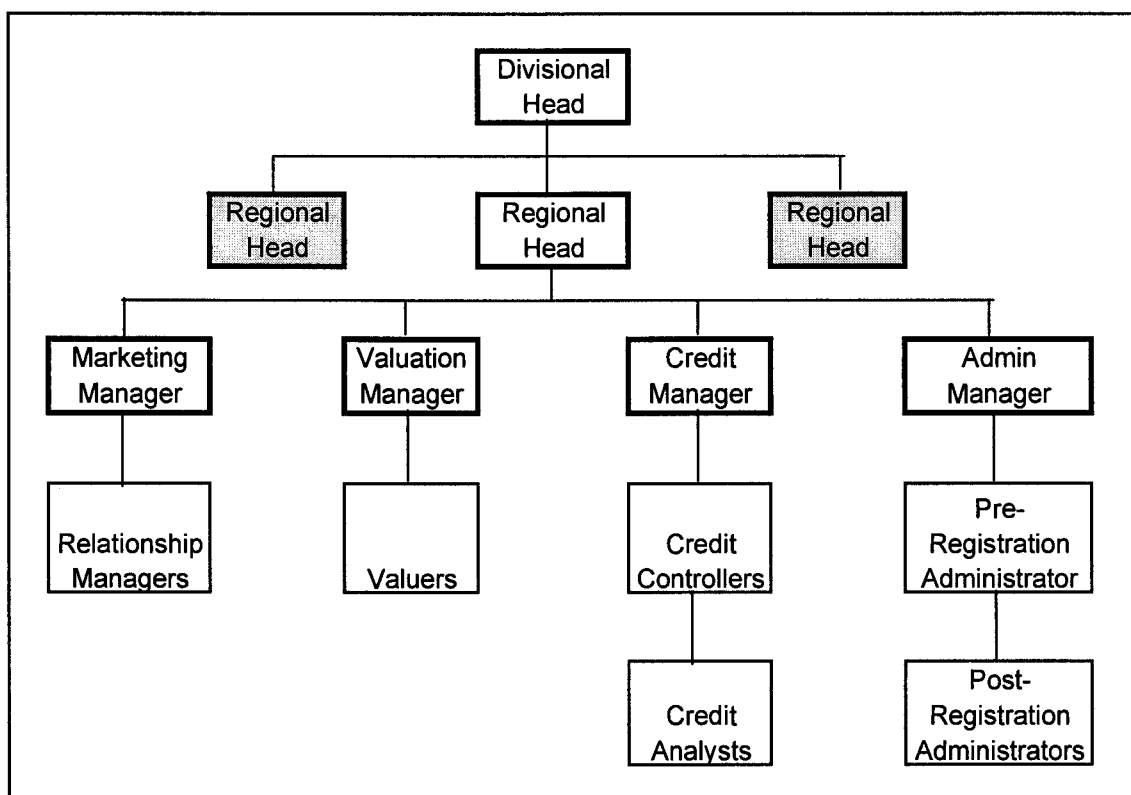 Divisional
Head
Regional
Head
Regional
Head
Regional
Head
Marketing
Manager
Valuation
Manager
Credit
Manager
Admin
Manager
Relationship
Managers
Valuers
Credit
Controllers
Pre-
Registration
Administrator
Credit
Analysts
Post-
Registration
Administrators